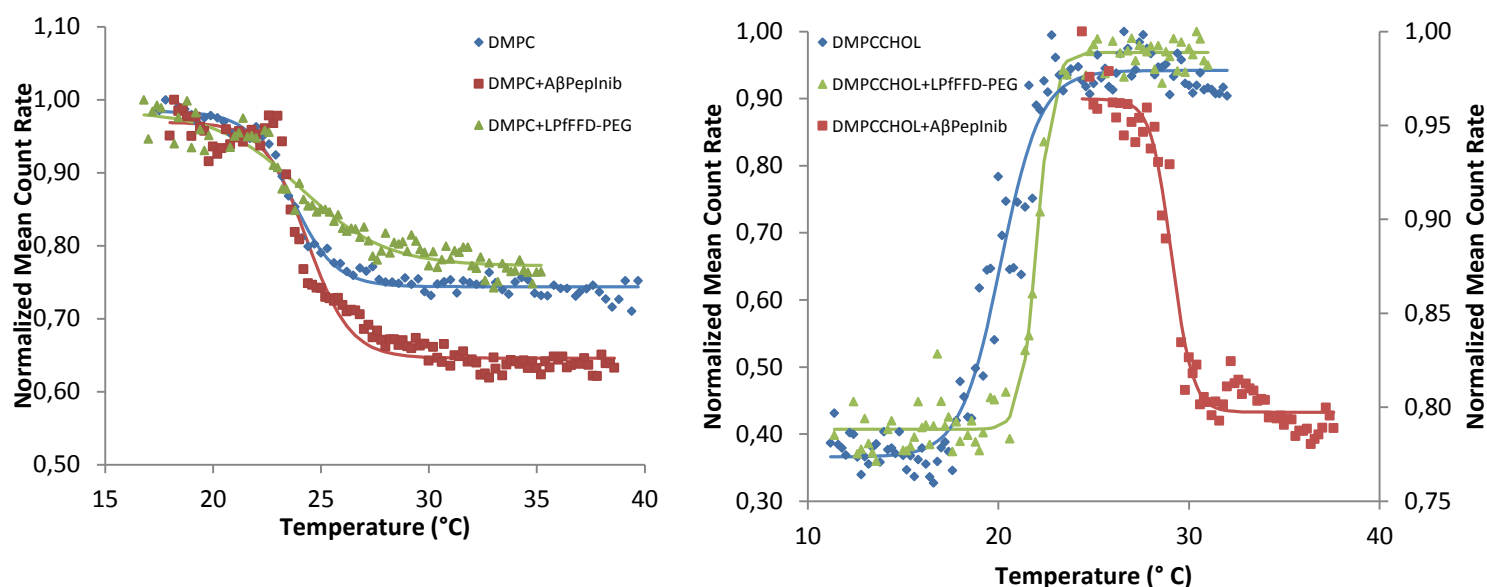 1,10
1,00
0,90
0,80
0,70
0,60
0,50
15
20
25
30
35
40
Normalized Mean Count Rate
Temperature (°C)
DMPC
DMPC+AβPepInib
DMPC+LPfFFD-PEG
1,00
0,90
0,80
0,70
0,60
0,50
0,40
0,30
10
20
30
40
Normalized Mean Count Rate
Temperature (° C)
DMPCCHOL
DMPCCHOL+LPfFFD-PEG
DMPCCHOL+AβPepInib
1,00
0,95
0,90
0,85
0,80
0,75
Normalized Mean Count Rate